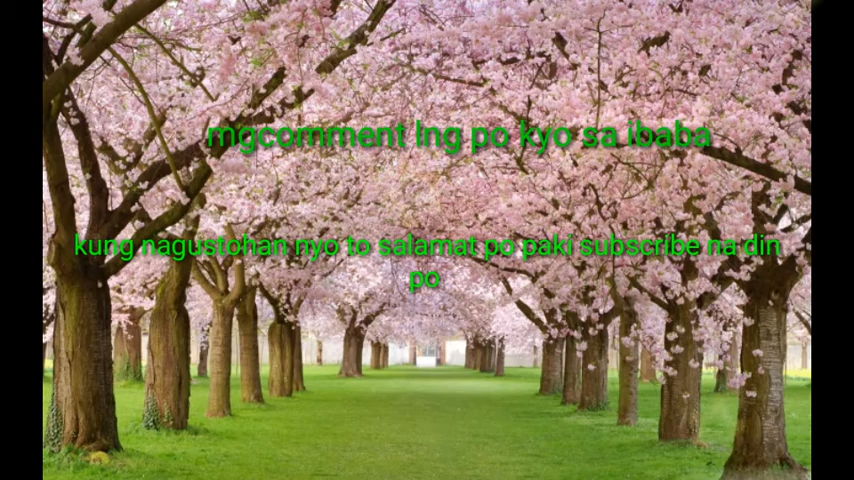 mgcomment lng po kyo sa ibaba
kung nagustohan nyo to salamat po paki subscribe na din
po